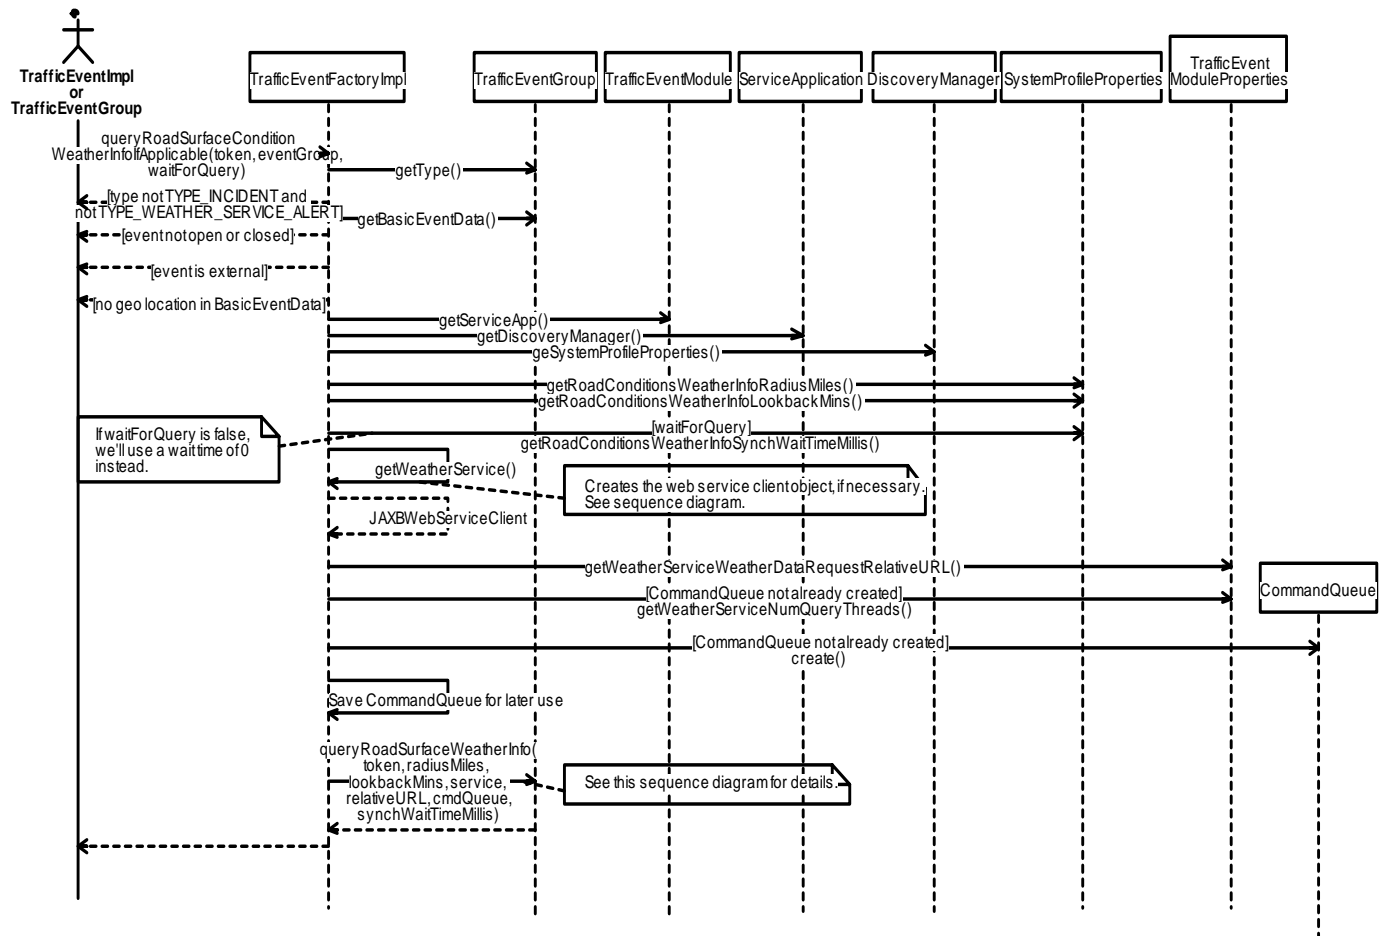 TrafficEventImpl
or
TrafficEventGroup
TrafficEventFactoryImpl
TrafficEventGroup
TrafficEventModule
ServiceApplication
DiscoveryManager
SystemProfileProperties
TrafficEvent
ModuleProperties
queryRoadSurfaceCondition
WeatherInfoIfApplicable(token, eventGroup,
waitForQuery)
getType()
[type not TYPE_INCIDENT and
not TYPE_WEATHER_SERVICE_ALERT]
getBasicEventData()
[event not open or closed]
[event is external]
[no geo location in BasicEventData]
getServiceApp()
getDiscoveryManager()
geSystemProfileProperties()
getRoadConditionsWeatherInfoRadiusMiles()
getRoadConditionsWeatherInfoLookbackMins()
If waitForQuery is false,
we'll use a wait time of 0
instead.
[waitForQuery]
getRoadConditionsWeatherInfoSynchWaitTimeMillis()
getWeatherService()
Creates the web service client object, if necessary.
See sequence diagram.
JAXBWebServiceClient
getWeatherServiceWeatherDataRequestRelativeURL()
[CommandQueue not already created]
getWeatherServiceNumQueryThreads()
CommandQueue
[CommandQueue not already created]
create()
Save CommandQueue for later use
queryRoadSurfaceWeatherInfo(
token, radiusMiles,
lookbackMins, service,
relativeURL, cmdQueue,
synchWaitTimeMillis)
See this sequence diagram for details.